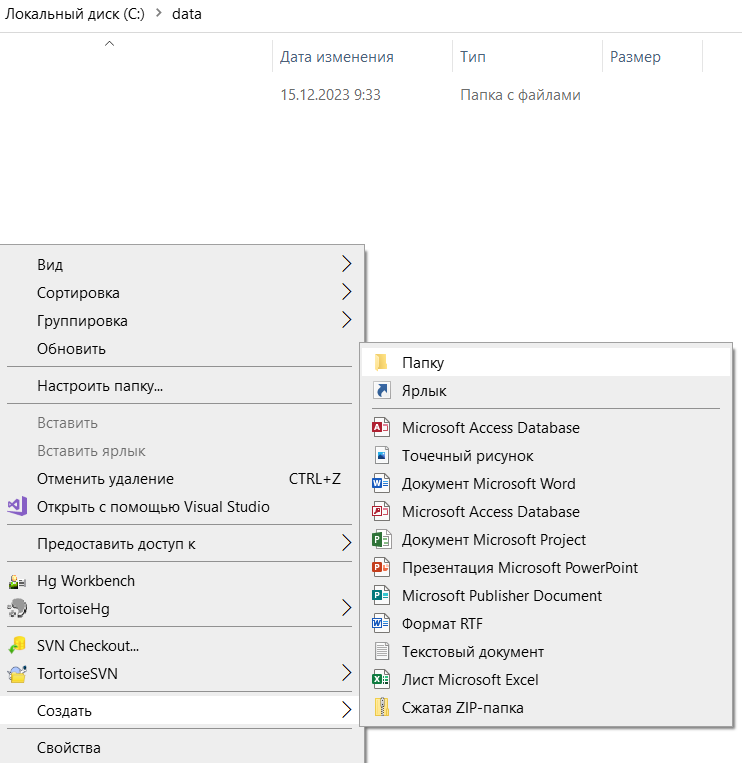 Локальный диск (C:) > data
Дата изменения Тип Размер
15.12.2023 9:33 Папка с файлами
Вид
Сортировка
Группировка
Обновить
Настроить папку...
Вставить
Вставить ярлык
Отменить удаление CTRL+Z
Открыть с помощью Visual Studio
Предоставить доступ к
Hg Workbench
TortoiseHg
SVN Checkout...
TortoiseSVN
Создать
Свойства
Папку
Ярлык
Microsoft Access Database
Точечный рисунок
Документ Microsoft Word
Microsoft Access Database
Документ Microsoft Project
Презентация Microsoft PowerPoint
Microsoft Publisher Document
Формат RTF
Текстовый документ
Лист Microsoft Excel
Сжатая ZIP-папка